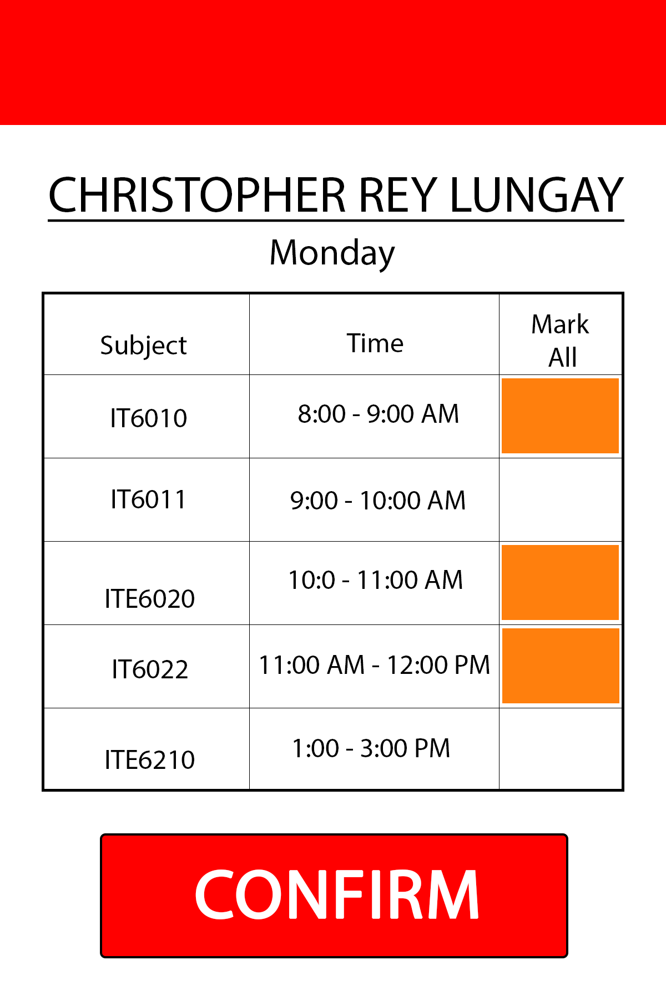 CHRISTOPHER REY LUNGAY
Monday
Subject Time Mark All
IT6010 8:00 - 9:00 AM
IT6011 9:00 - 10:00 AM
ITE6020 10:0 - 11:00 AM
IT6022 11:00 AM - 12:00 PM
ITE6210 1:00 - 3:00 PM
CONFIRM